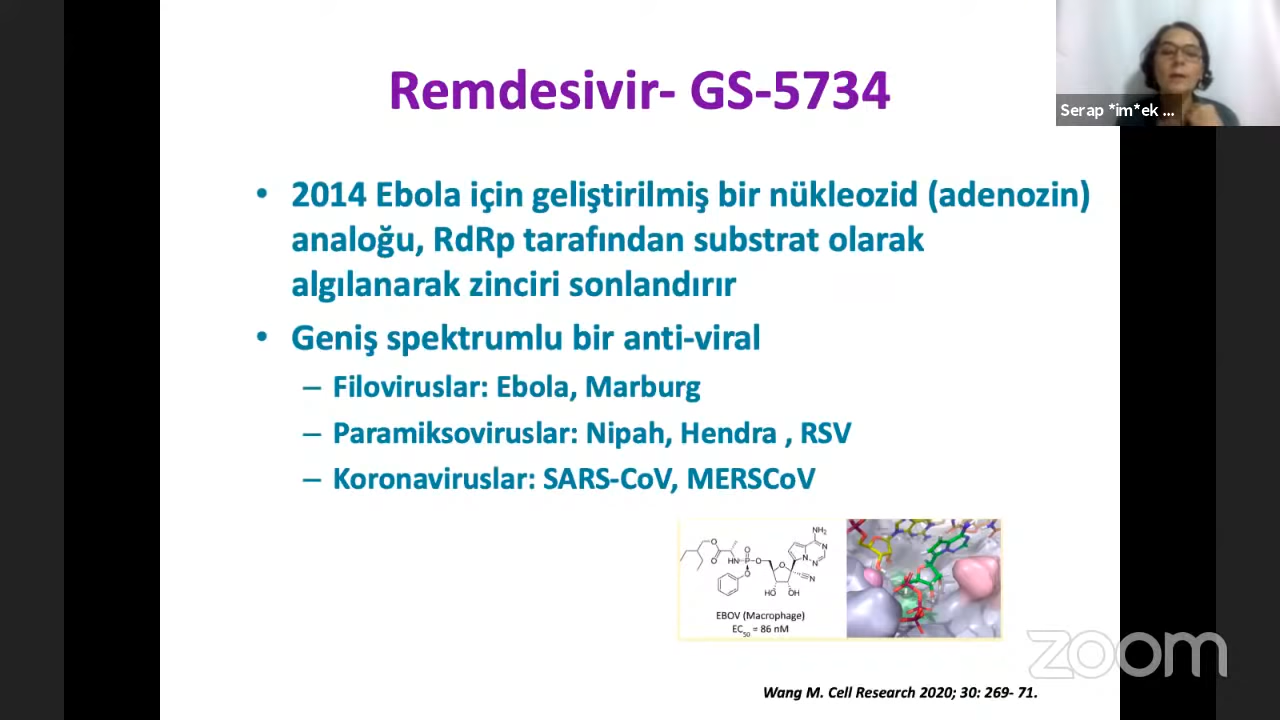 Remdesivir- GS-5734
Serap *im*ek ...
• 2014 Ebola için geliştirilmiş bir nükleozid (adenozin)
analoğu, RdRp tarafından substrat olarak
algılanarak zinciri sonlandırır
• Geniş spektrumlu bir anti-viral
– Filoviruslar: Ebola, Marburg
– Paramiksoviruslar: Nipah, Hendra , RSV
– Koronaviruslar: SARS-CoV, MERSCoV
NH₂
N
N
N
O
O
HN
P
O
O
O
O
≡N
HO
OH
EBOV (Macrophage)
EC₅₀ = 86 nM
zoom
Wang M. Cell Research 2020; 30: 269- 71.